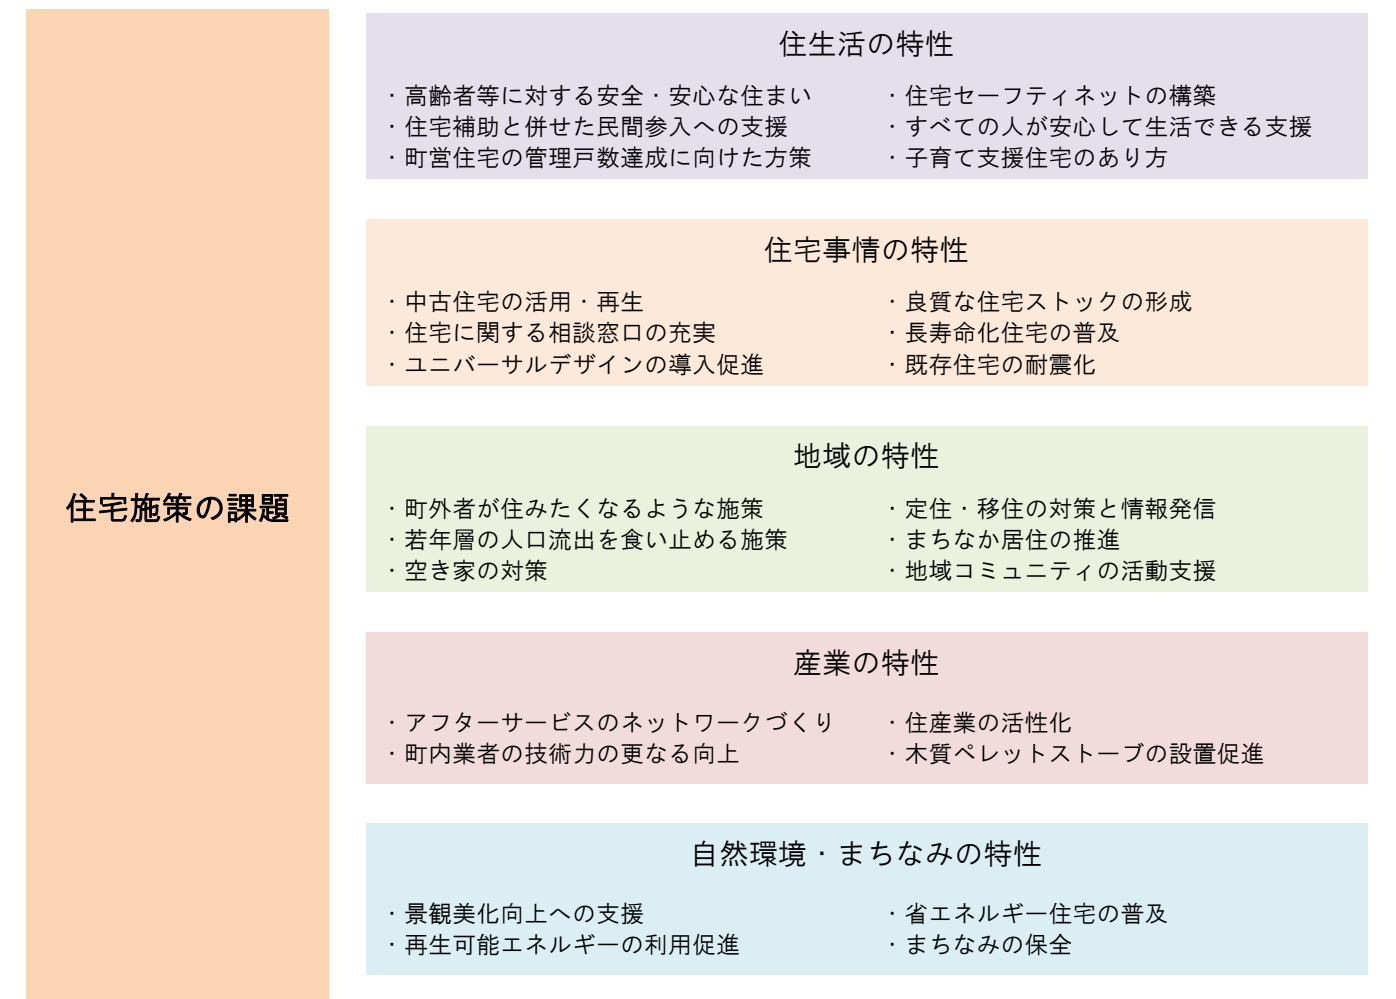 住宅施策の課題
住生活の特性
・高齢者等に対する安全・安心な住まい
・住宅補助と併せた民間参入への支援
・町営住宅の管理戸数達成に向けた方策
・住宅セーフティネットの構築
・すべての人が安心して生活できる支援
・子育て支援住宅のあり方
住宅事情の特性
・中古住宅の活用・再生
・住宅に関する相談窓口の充実
・ユニバーサルデザインの導入促進
・良質な住宅ストックの形成
・長寿命化住宅の普及
・既存住宅の耐震化
地域の特性
・町外者が住みたくなるような施策
・若年層の人口流出を食い止める施策
・空き家の対策
・定住・移住の対策と情報発信
・まちなか居住の推進
・地域コミュニティの活動支援
産業の特性
・アフターサービスのネットワークづくり
・町内業者の技術力の更なる向上
・住産業の活性化
・木質ペレットストーブの設置促進
自然環境・まちなみの特性
・景観美化向上への支援
・再生可能エネルギーの利用促進
・省エネルギー住宅の普及
・まちなみの保全